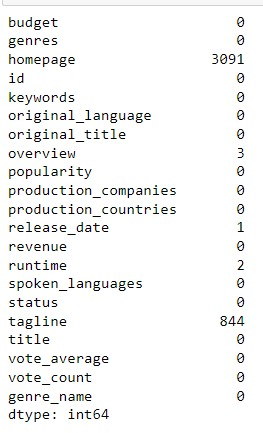 budget 0
genres 0
homepage 3091
id 0
keywords 0
original_language 0
original_title 0
overview 3
popularity 0
production_companies 0
production_countries 0
release_date 1
revenue 0
runtime 2
spoken_languages 0
status 0
tagline 844
title 0
vote_average 0
vote_count 0
genre_name 0
dtype: int64